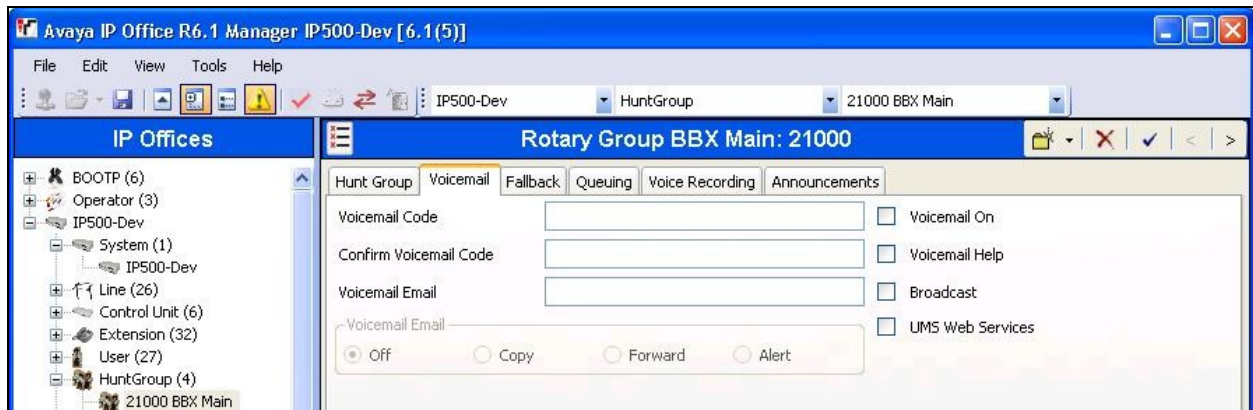 Avaya IP Office R6.1 Manager IP500-Dev [6.1(5)]
File Edit View Tools Help
IP500-Dev HuntGroup 21000 BBX Main
IP Offices
BOOTP (6)
Operator (3)
IP500-Dev
System (1)
IP500-Dev
Line (26)
Control Unit (6)
Extension (32)
User (27)
HuntGroup (4)
21000 BBX Main
Rotary Group BBX Main: 21000
Hunt Group Voicemail Fallback Queuing Voice Recording Announcements
Voicemail Code
Voicemail On
Confirm Voicemail Code
Voicemail Help
Voicemail Email
Broadcast
Voicemail Email
UMS Web Services
Off Copy Forward Alert